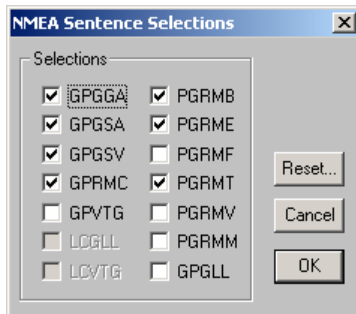 NMEA Sentence Selections
Selections
GPGGA PGRMB
GPGSA PGRME
GPGSV PGRMF
GPRMC PGRMT
GPVTG PGRMV
LCGLL PGRMM
LCVTG GPGLL
Reset...
Cancel
OK